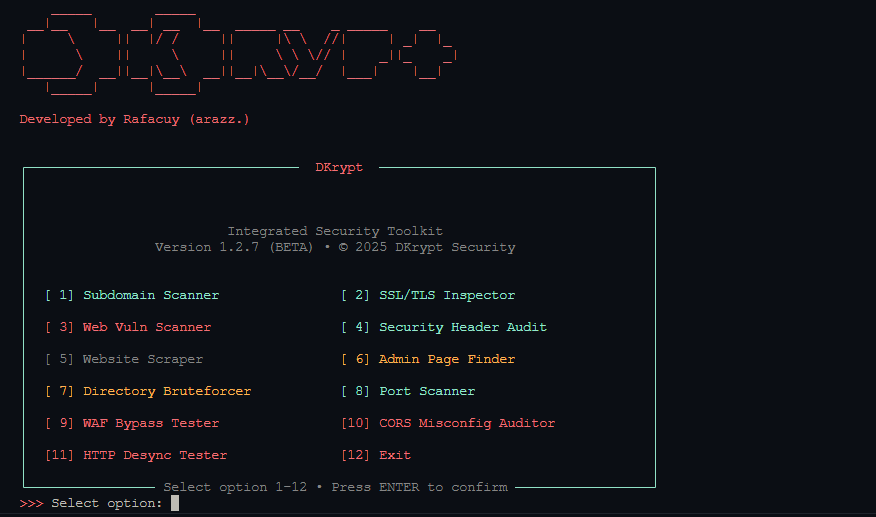 DKrypt
Developed by Rafacuy (arazz.)
DKrypt
Integrated Security Toolkit
Version 1.2.7 (BETA) • © 2025 DKrypt Security
[ 1] Subdomain Scanner [ 2] SSL/TLS Inspector
[ 3] Web Vuln Scanner [ 4] Security Header Audit
[ 5] Website Scraper [ 6] Admin Page Finder
[ 7] Directory Bruteforcer [ 8] Port Scanner
[ 9] WAF Bypass Tester [10] CORS Misconfig Auditor
[11] HTTP Desync Tester [12] Exit
Select option 1-12 • Press ENTER to confirm
>>> Select option: